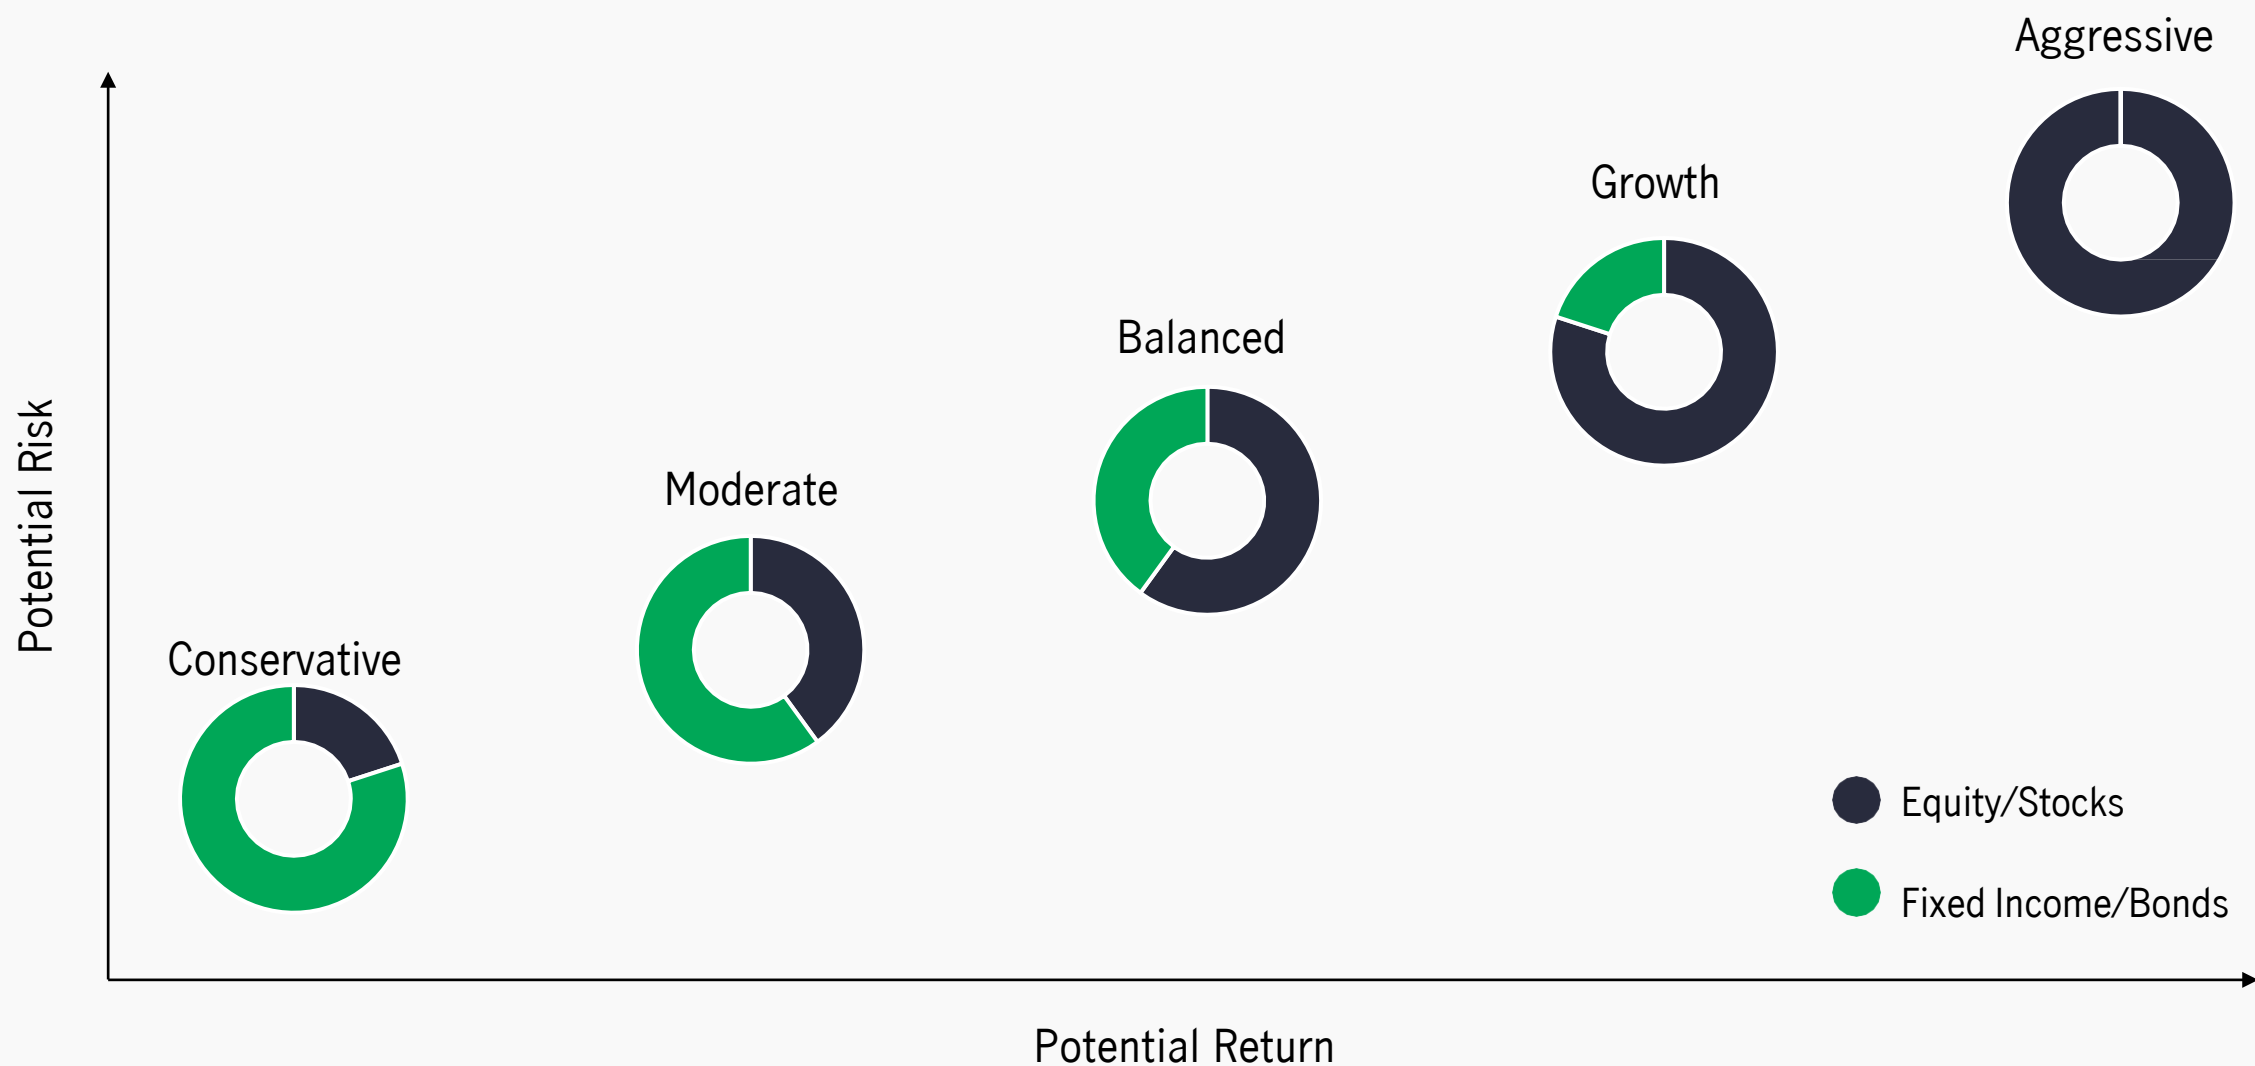 Aggressive
Growth
Balanced
Moderate
Conservative
Potential Risk
Equity/Stocks
Fixed Income/Bonds
Potential Return